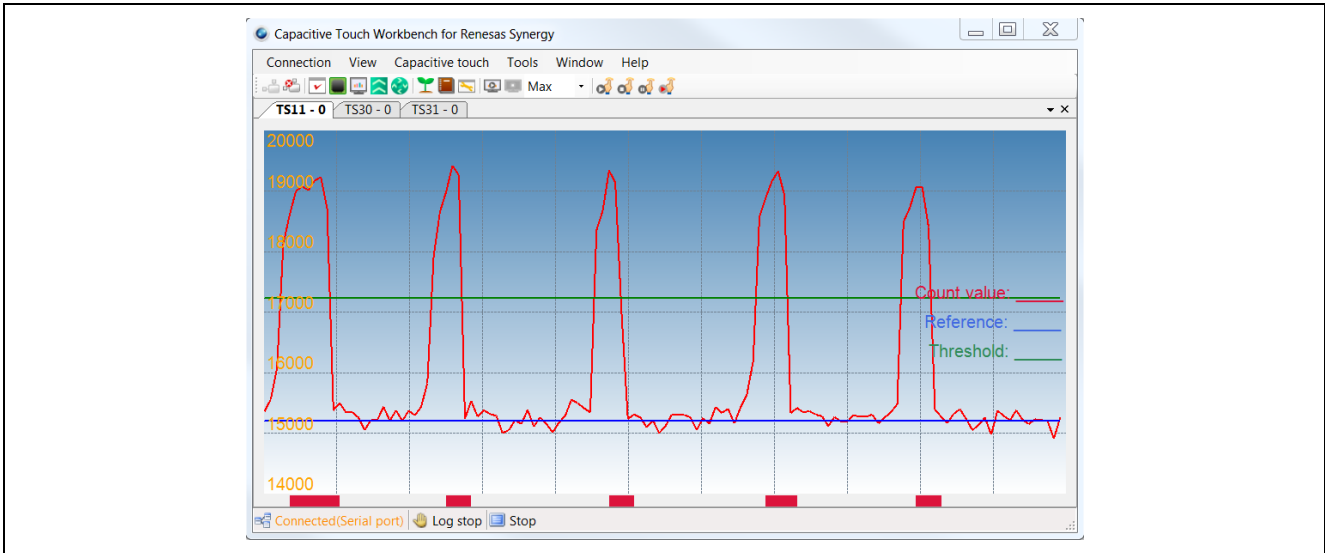 Capacitive Touch Workbench for Renesas Synergy
Connection View Capacitive touch Tools Window Help
Max
TS11 - 0 TS30 - 0 TS31 - 0
20000
19000
18000
17000
16000
15000
14000
Count value:
Reference:
Threshold:
Connected(Serial port) Log stop Stop